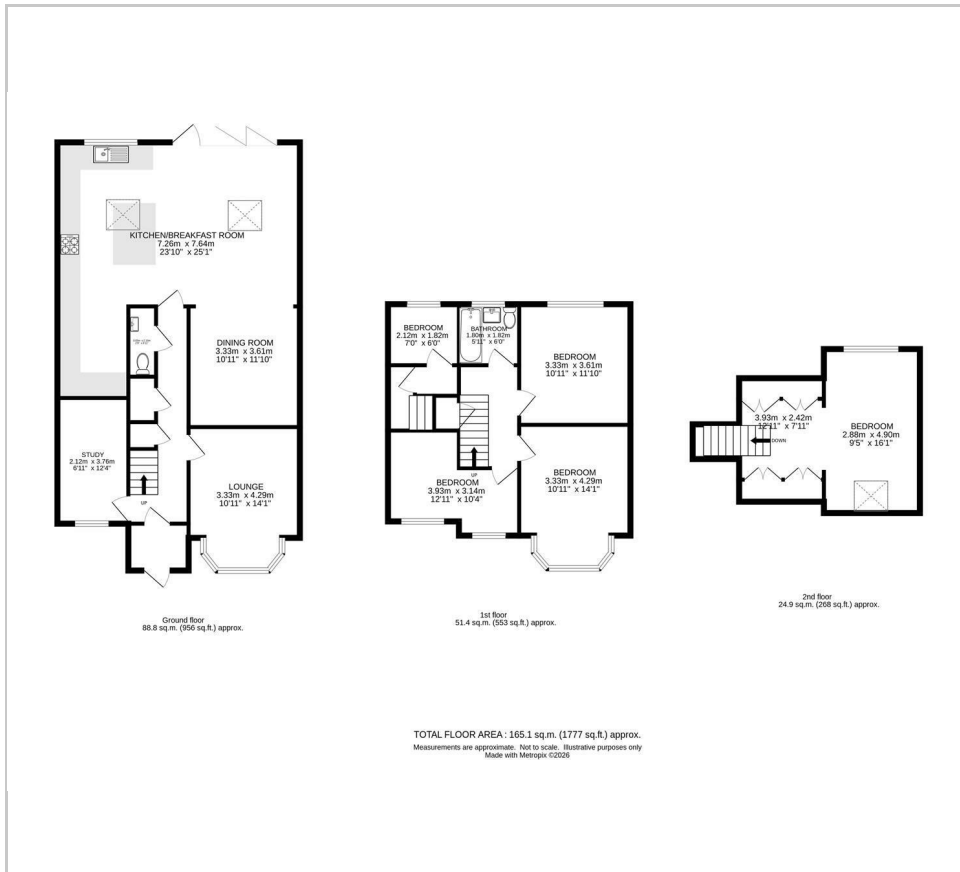 KITCHEN/BREAKFAST ROOM
7.26m x 7.64m
23'10" x 25'1"
DINING ROOM
3.33m x 3.61m
10'11" x 11'10"
STUDY
2.12m x 3.76m
6'11" x 12'4"
UP
LOUNGE
3.33m x 4.29m
10'11" x 14'1"
Ground floor
88.8 sq.m. (956 sq.ft.) approx.
BEDROOM
2.12m x 1.82m
7'0" x 6'0"
BATHROOM
1.80m x 1.82m
5'11" x 6'0"
BEDROOM
3.33m x 3.61m
10'11" x 11'10"
UP
BEDROOM
3.93m x 3.14m
12'11" x 10'4"
BEDROOM
3.33m x 4.29m
10'11" x 14'1"
1st floor
51.4 sq.m. (553 sq.ft.) approx.
3.93m x 2.42m
12'11" x 7'11"
DOWN
BEDROOM
2.88m x 4.90m
9'5" x 16'1"
2nd floor
24.9 sq.m. (268 sq.ft.) approx.
TOTAL FLOOR AREA : 165.1 sq.m. (1777 sq.ft.) approx.
Measurements are approximate. Not to scale. Illustrative purposes only
Made with Metropix ©2026